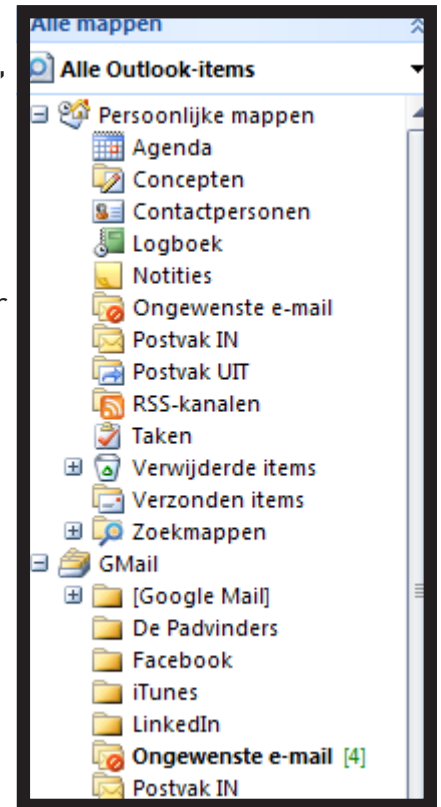 Alle mappen
Alle Outlook-items
Persoonlijke mappen
Agenda
Concepten
Contactpersonen
Logboek
Notities
Ongewenste e-mail
Postvak IN
Postvak UIT
RSS-kanalen
Taken
Verwijderde items
Verzonden items
Zoekmappen
GMail
[Google Mail]
De Padvinders
Facebook
iTunes
LinkedIn
Ongewenste e-mail [4]
Postvak IN